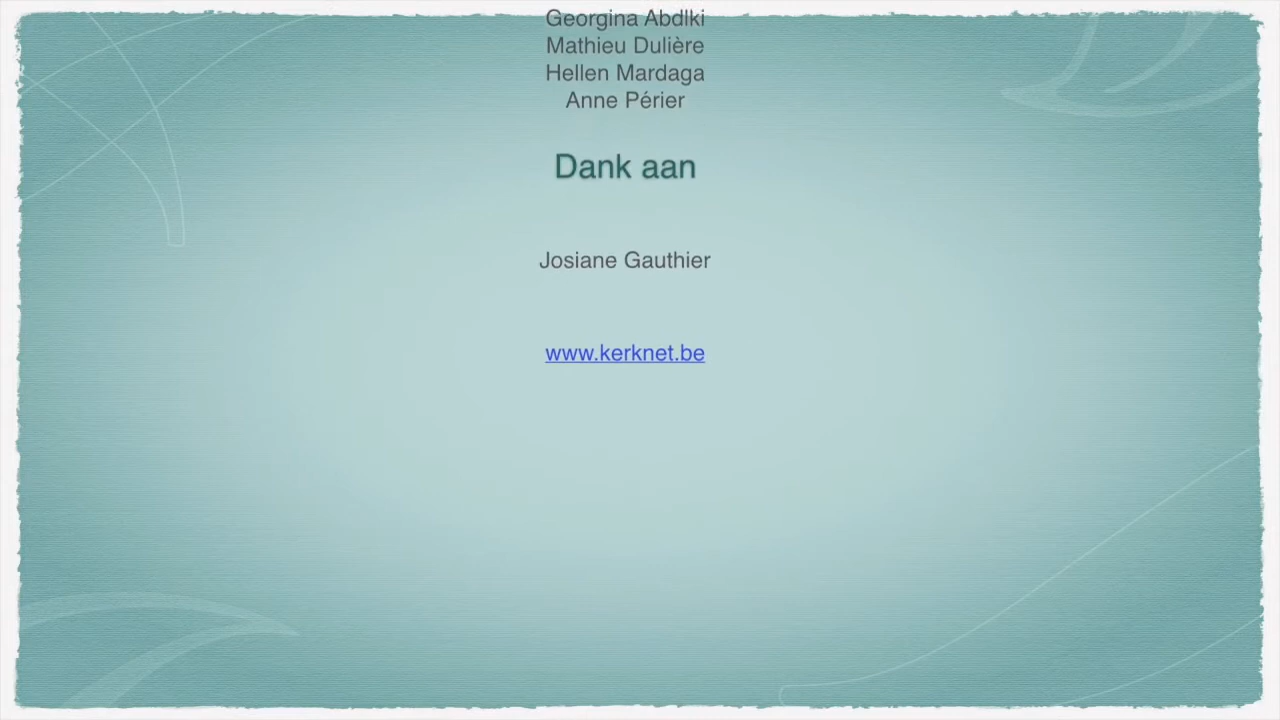 Georgina Abdlki
Mathieu Dulière
Hellen Mardaga
Anne Périer
Dank aan
Josiane Gauthier
www.kerknet.be